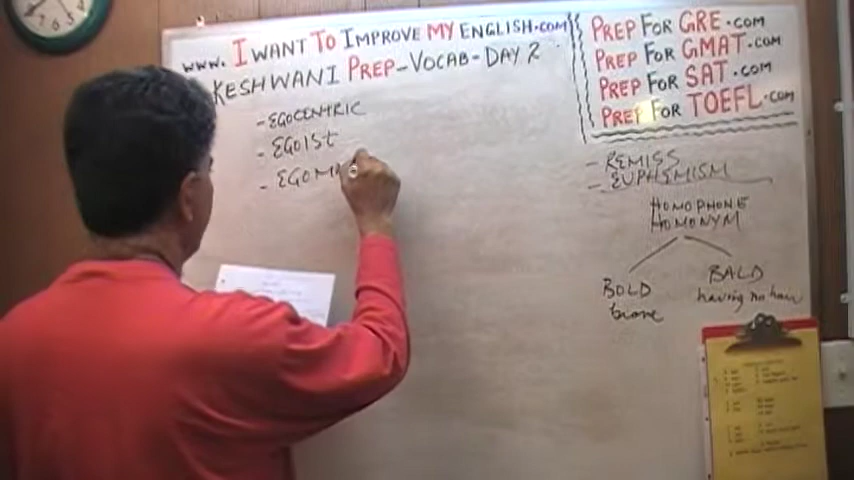 www. I WANT TO IMPROVE MY ENGLISH.COM
KESHWANI PREP-VOCAB-DAY 2
- EGOCENTRIC
- EGOIST
- EGOM
PREP FOR GRE.COM
PREP FOR GMAT.COM
PREP FOR SAT.COM
PREP FOR TOEFL.COM
- REMISS
- EUPHEMISM
HOMOPHONE
HOMONYM
BOLD
brave
BALD
having no hair